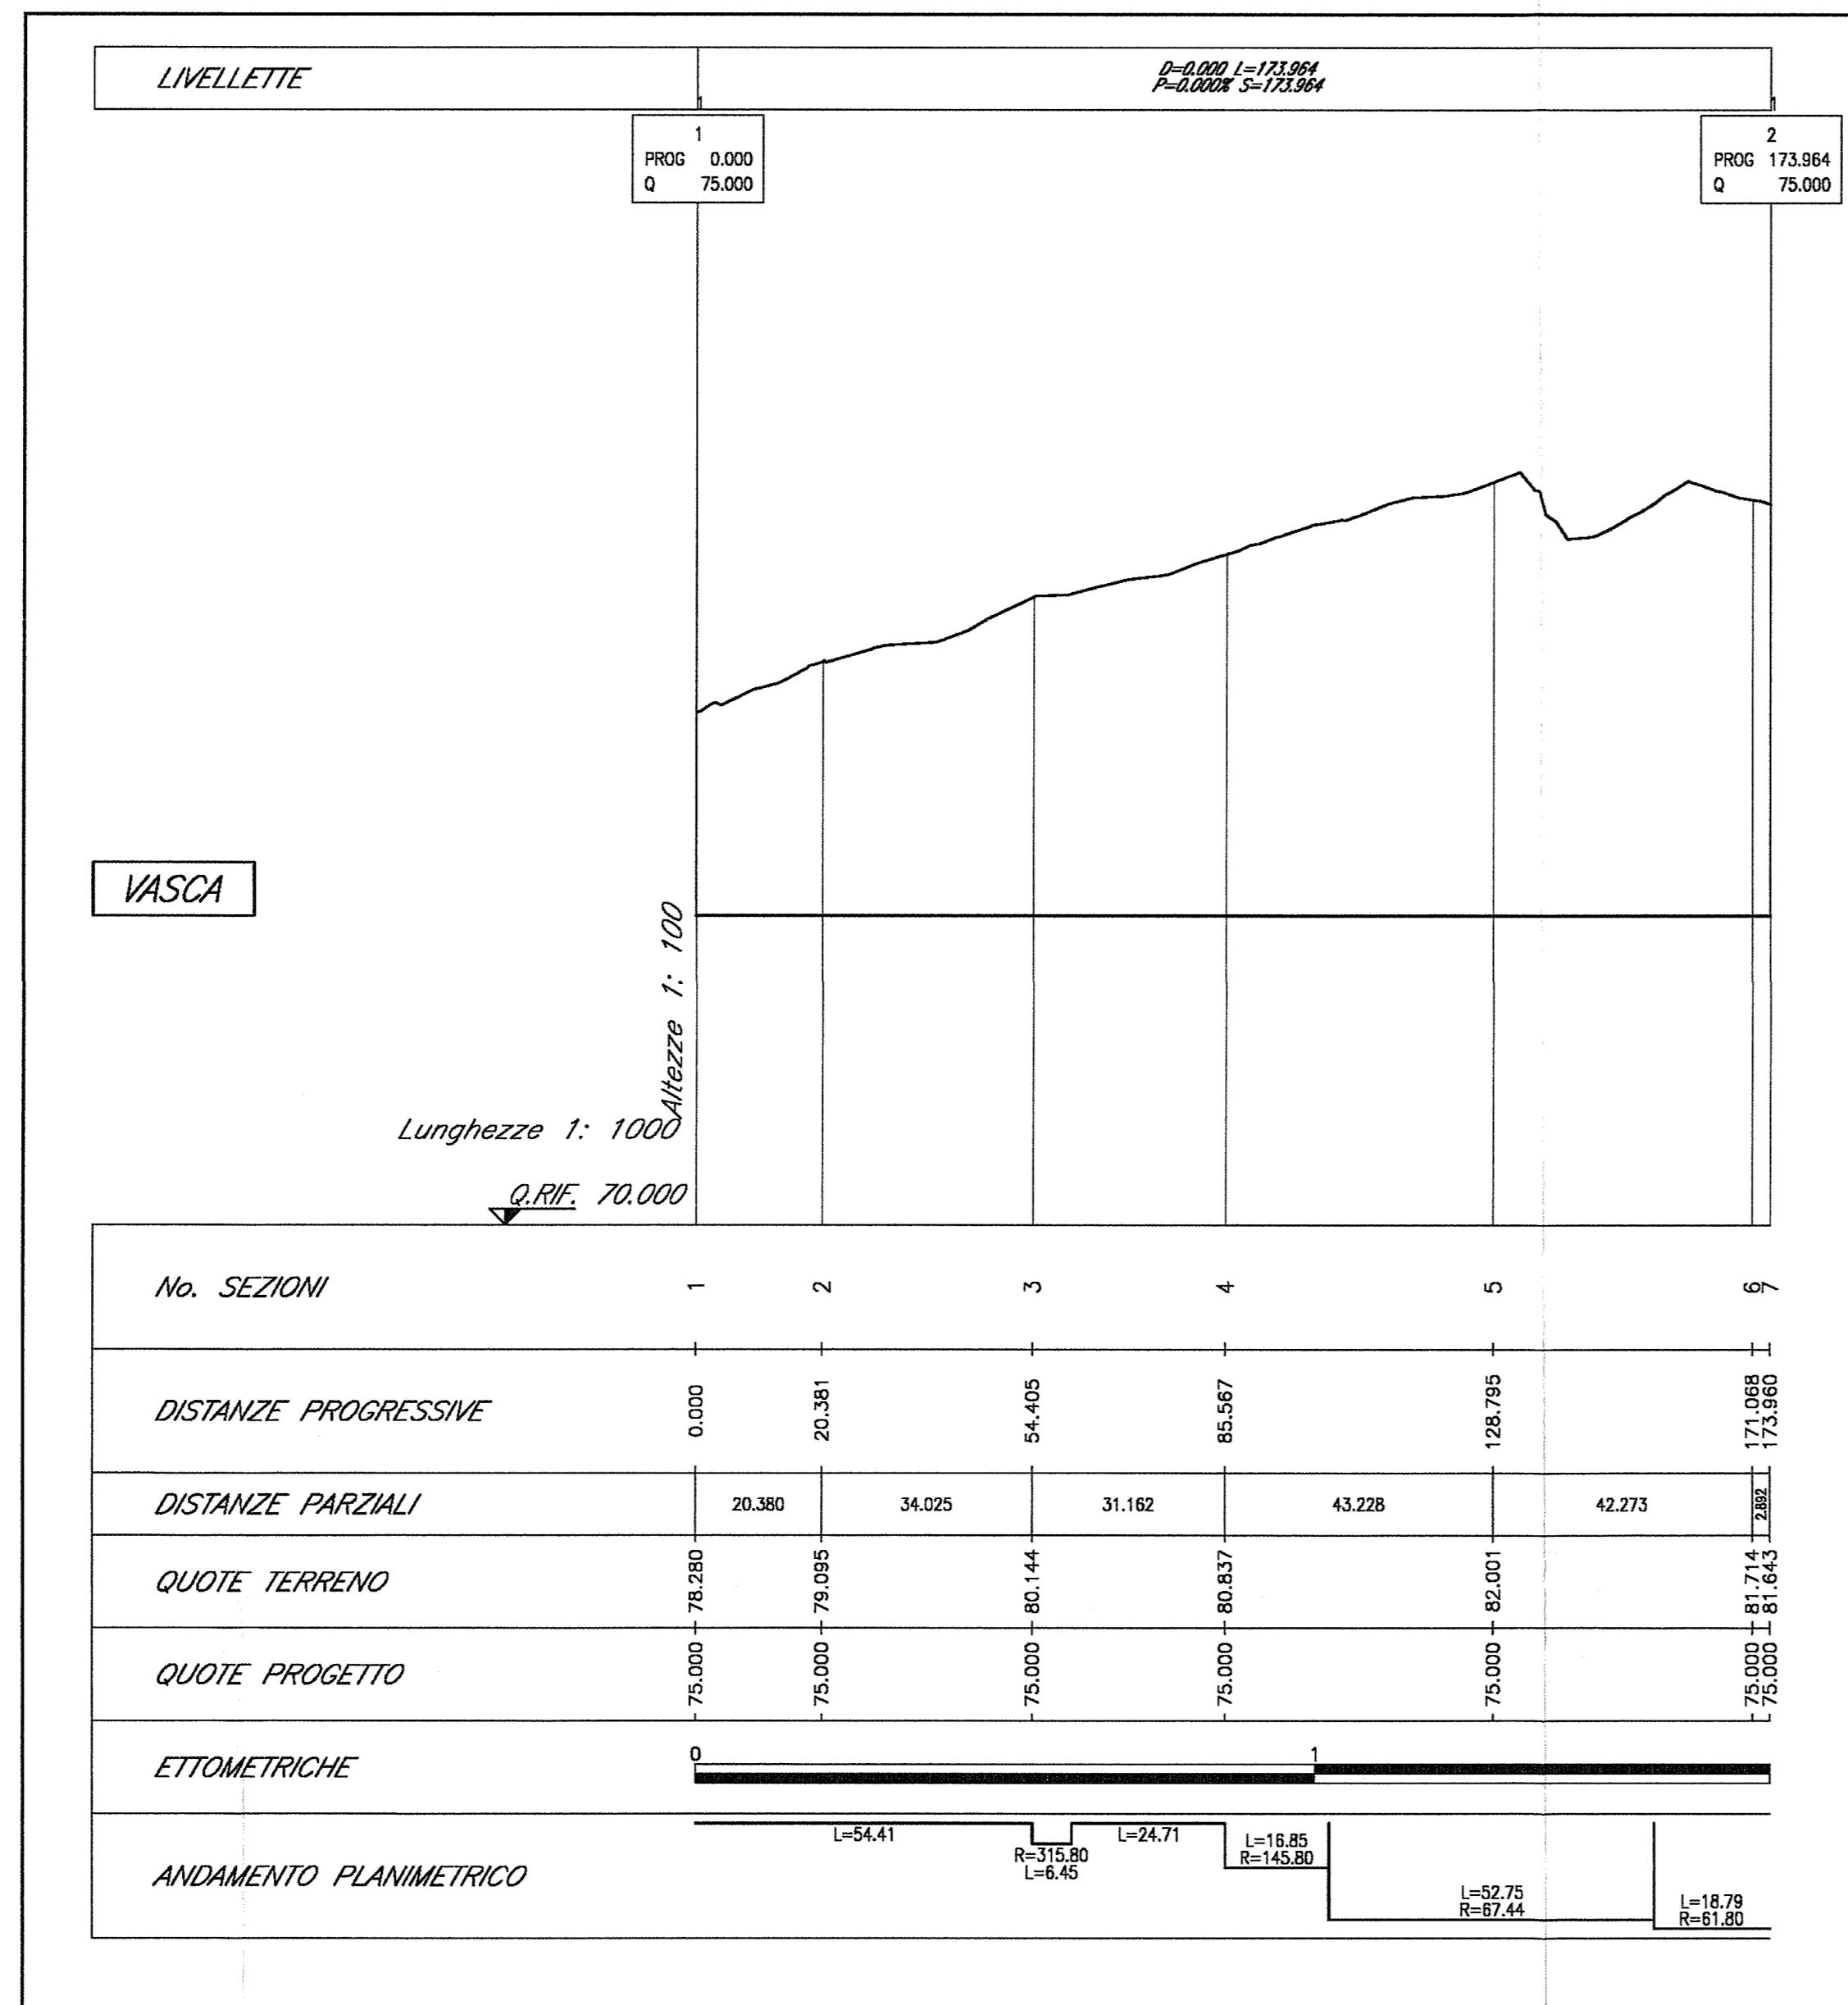 LIVELLETTE
D=0.000 L=173.964
P=0.000% S=173.964
1
PROG 0.000
Q 75.000
2
PROG 173.964
Q 75.000
VASCA
Altezze 1: 100
Lunghezze 1: 1000
Q.RIF. 70.000
No. SEZIONI 1 2 3 4 5 6 7
DISTANZE PROGRESSIVE 0.000 20.381 54.405 85.567 128.795 171.068 173.960
DISTANZE PARZIALI 20.380 34.025 31.162 43.228 42.273 2.892
QUOTE TERRENO 78.280 79.095 80.144 80.837 82.001 81.714 81.643
QUOTE PROGETTO 75.000 75.000 75.000 75.000 75.000 75.000 75.000
ETTOMETRICHE 0 1
ANDAMENTO PLANIMETRICO
L=54.41
R=315.80
L=6.45
L=24.71
L=16.85
R=145.80
L=52.75
R=67.44
L=18.79
R=61.80